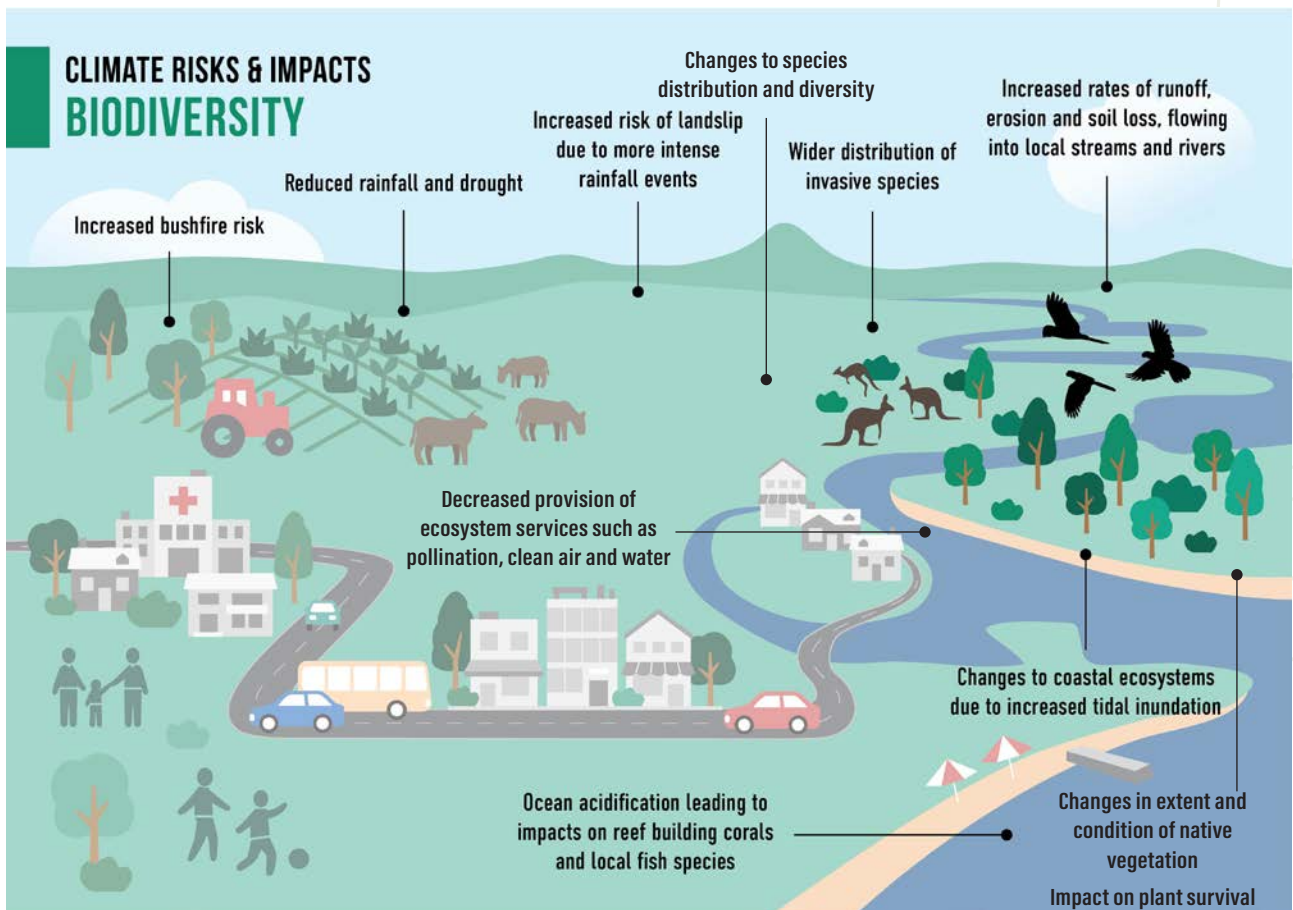 CLIMATE RISKS & IMPACTS
BIODIVERSITY
Increased bushfire risk
Reduced rainfall and drought
Increased risk of landslip
due to more intense
rainfall events
Changes to species
distribution and diversity
Wider distribution of
invasive species
Increased rates of runoff,
erosion and soil loss, flowing
into local streams and rivers
Decreased provision of
ecosystem services such as
pollination, clean air and water
Changes to coastal ecosystems
due to increased tidal inundation
Ocean acidification leading to
impacts on reef building corals
and local fish species
Changes in extent and
condition of native
vegetation
Impact on plant survival